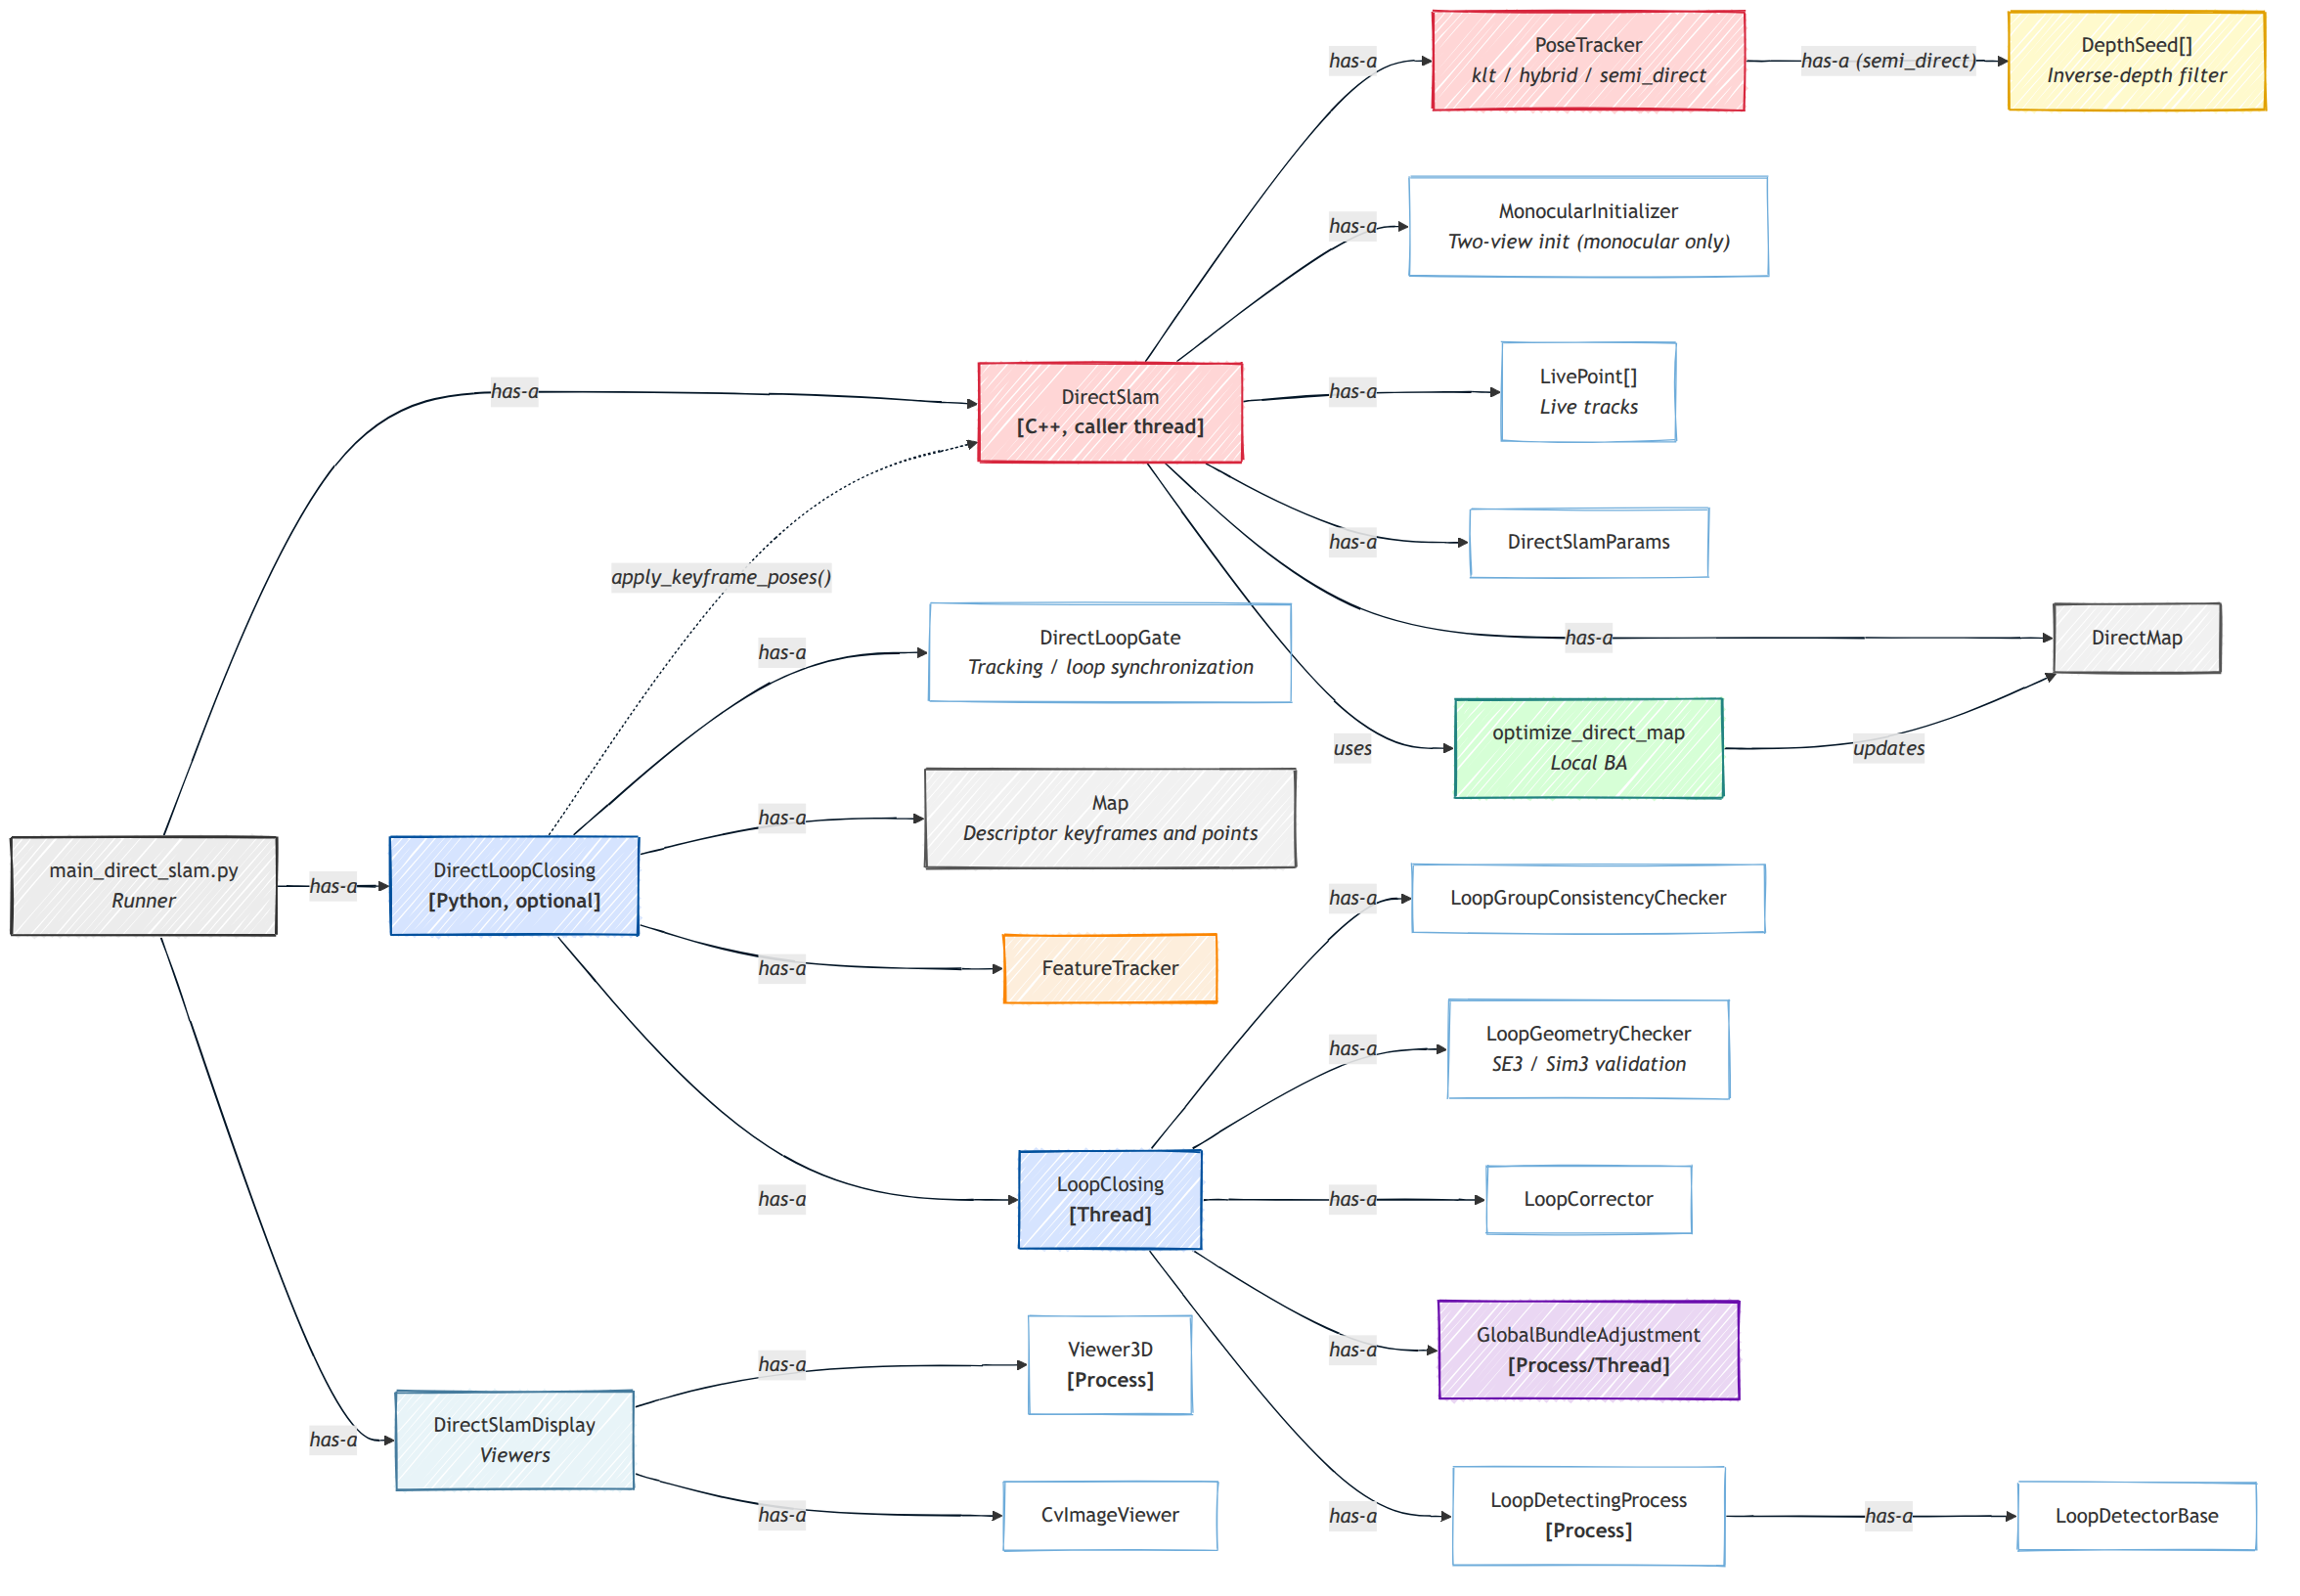 PoseTracker
klt / hybrid / semi_direct
has-a
has-a (semi_direct)
DepthSeed[]
Inverse-depth filter
MonocularInitializer
Two-view init (monocular only)
has-a
LivePoint[]
Live tracks
has-a
has-a
DirectSlam
[C++, caller thread]
has-a
DirectSlamParams
apply_keyframe_poses()
DirectLoopGate
Tracking / loop synchronization
has-a
has-a
DirectMap
optimize_direct_map
Local BA
uses
updates
Map
Descriptor keyframes and points
has-a
main_direct_slam.py
Runner
has-a
DirectLoopClosing
[Python, optional]
has-a
LoopGroupConsistencyChecker
has-a
FeatureTracker
has-a
LoopGeometryChecker
SE3 / Sim3 validation
has-a
LoopClosing
[Thread]
has-a
LoopCorrector
has-a
GlobalBundleAdjustment
[Process/Thread]
has-a
Viewer3D
[Process]
has-a
DirectSlamDisplay
Viewers
has-a
CvImageViewer
has-a
LoopDetectingProcess
[Process]
has-a
LoopDetectorBase